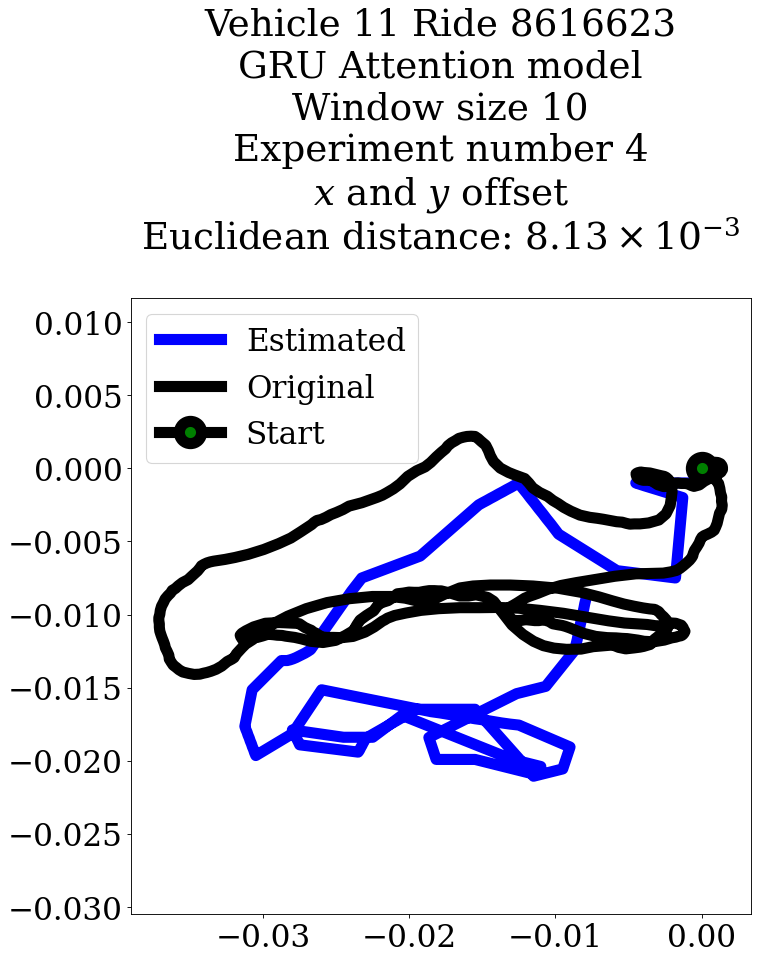 Vehicle 11 Ride 8616623
GRU Attention model
Window size 10
Experiment number 4
x and y offset
Euclidean distance: 8.13 × 10⁻³
Estimated
Original
Start
0.010
0.005
0.000
−0.005
−0.010
−0.015
−0.020
−0.025
−0.030
−0.03 −0.02 −0.01 0.00